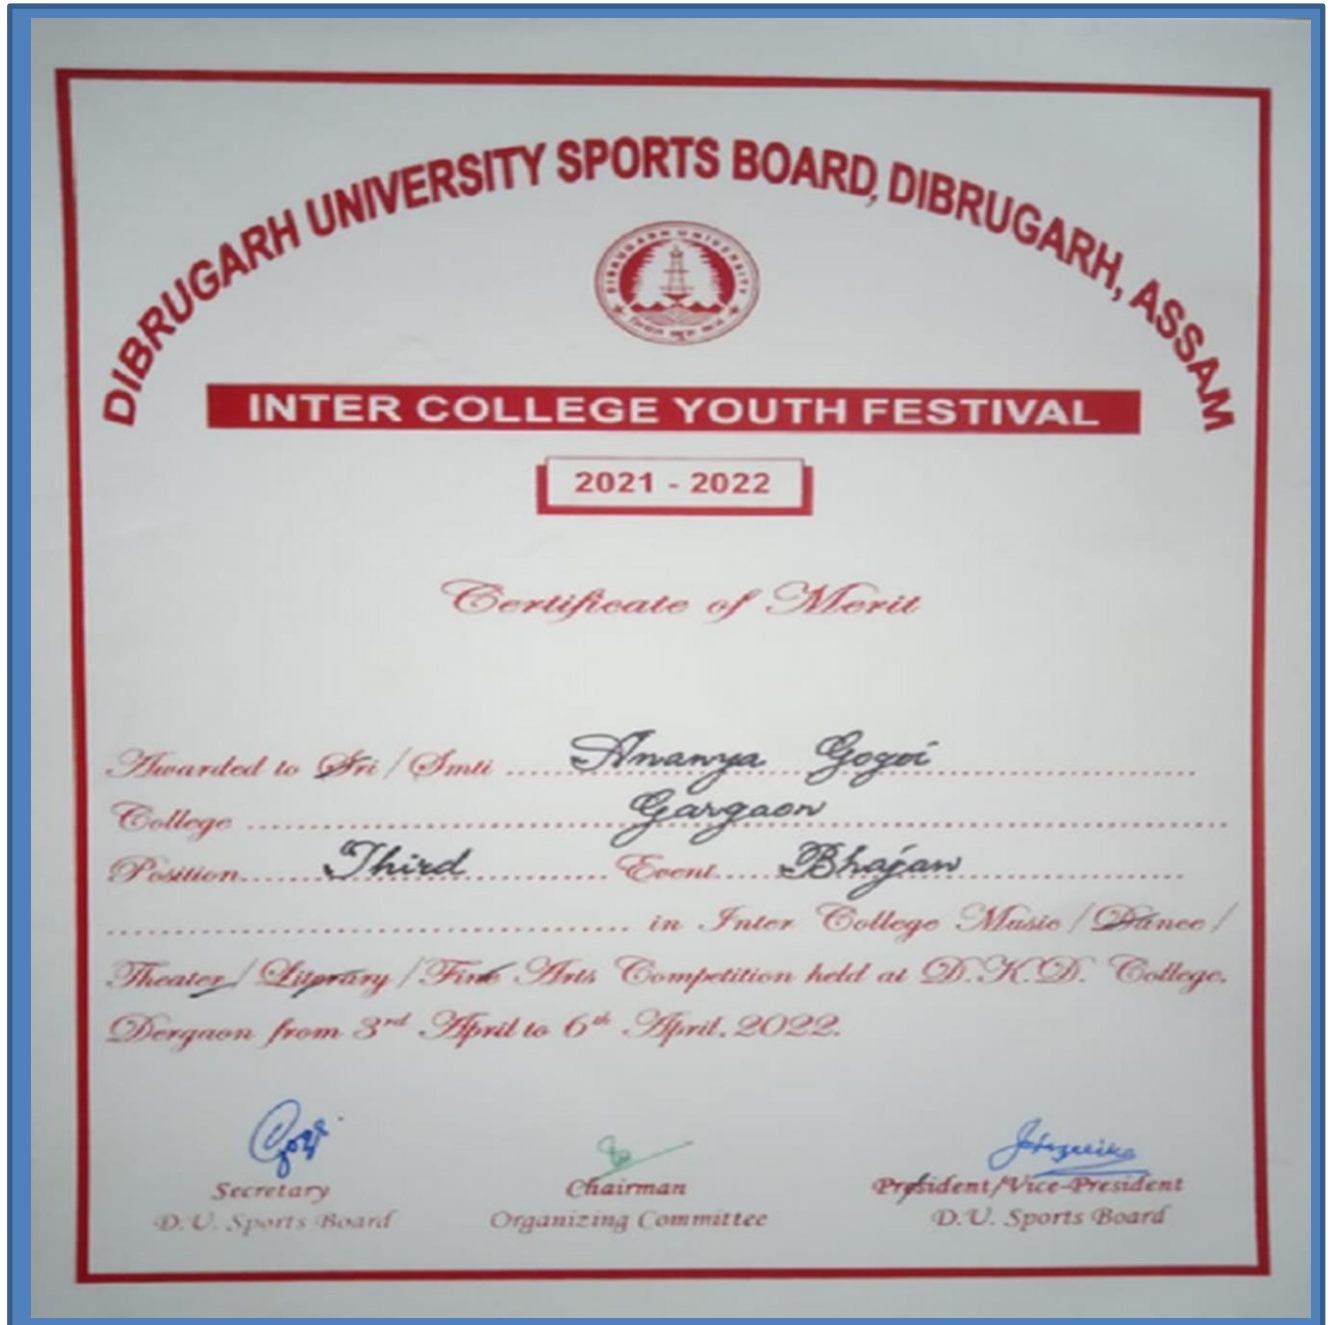 DIBRUGARH UNIVERSITY SPORTS BOARD, DIBRUGARH, ASSAM
DIBRUGARH UNIVERSITY
INTER COLLEGE YOUTH FESTIVAL
2021 - 2022
Certificate of Merit
Awarded to Sri / Smti Ananya Gogoi
College Gargaon
Position Third Event Bhajan
in Inter College Music / Dance /
Theater / Literary / Fine Arts Competition held at D.K.D. College.
Dergaon from 3rd April to 6th April, 2022.
Secretary Chairman President/Vice-President
D.U. Sports Board Organizing Committee D.U. Sports Board